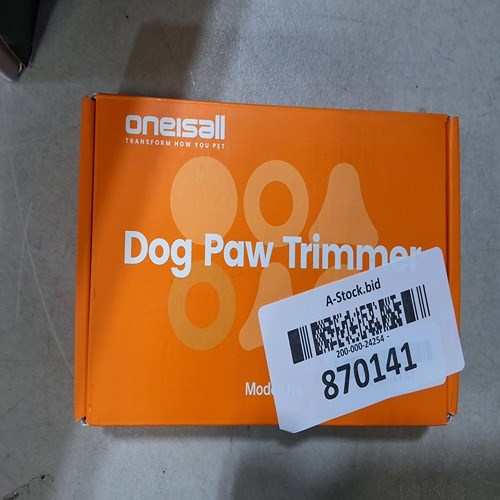 oneisall
TRANSFORM HOW YOU PET
Dog Paw Trimmer
A-Stock.bid
200-000-24254 -
870141